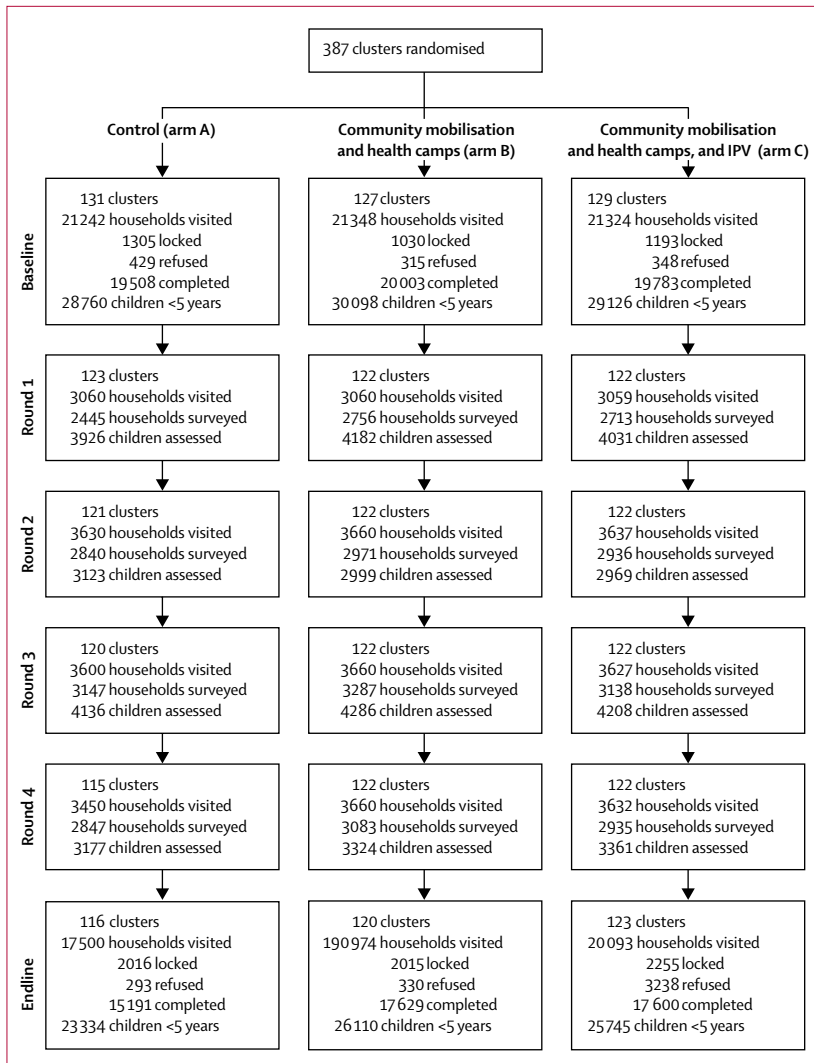 387 clusters randomised
Control (arm A)
Community mobilisation
and health camps (arm B)
Community mobilisation
and health camps, and IPV (arm C)
Baseline
131 clusters
21242 households visited
1305 locked
429 refused
19508 completed
28760 children <5 years
127 clusters
21348 households visited
1030 locked
315 refused
20003 completed
30098 children <5 years
129 clusters
21324 households visited
1193 locked
348 refused
19783 completed
29126 children <5 years
Round 1
123 clusters
3060 households visited
2445 households surveyed
3926 children assessed
122 clusters
3060 households visited
2756 households surveyed
4182 children assessed
122 clusters
3059 households visited
2713 households surveyed
4031 children assessed
Round 2
121 clusters
3630 households visited
2840 households surveyed
3123 children assessed
122 clusters
3660 households visited
2971 households surveyed
2999 children assessed
122 clusters
3637 households visited
2936 households surveyed
2969 children assessed
Round 3
120 clusters
3600 households visited
3147 households surveyed
4136 children assessed
122 clusters
3660 households visited
3287 households surveyed
4286 children assessed
122 clusters
3627 households visited
3138 households surveyed
4208 children assessed
Round 4
115 clusters
3450 households visited
2847 households surveyed
3177 children assessed
122 clusters
3660 households visited
3083 households surveyed
3324 children assessed
122 clusters
3632 households visited
2935 households surveyed
3361 children assessed
Endline
116 clusters
17500 households visited
2016 locked
293 refused
15191 completed
23334 children <5 years
120 clusters
190974 households visited
2015 locked
330 refused
17629 completed
26110 children <5 years
123 clusters
20093 households visited
2255 locked
3238 refused
17600 completed
25745 children <5 years